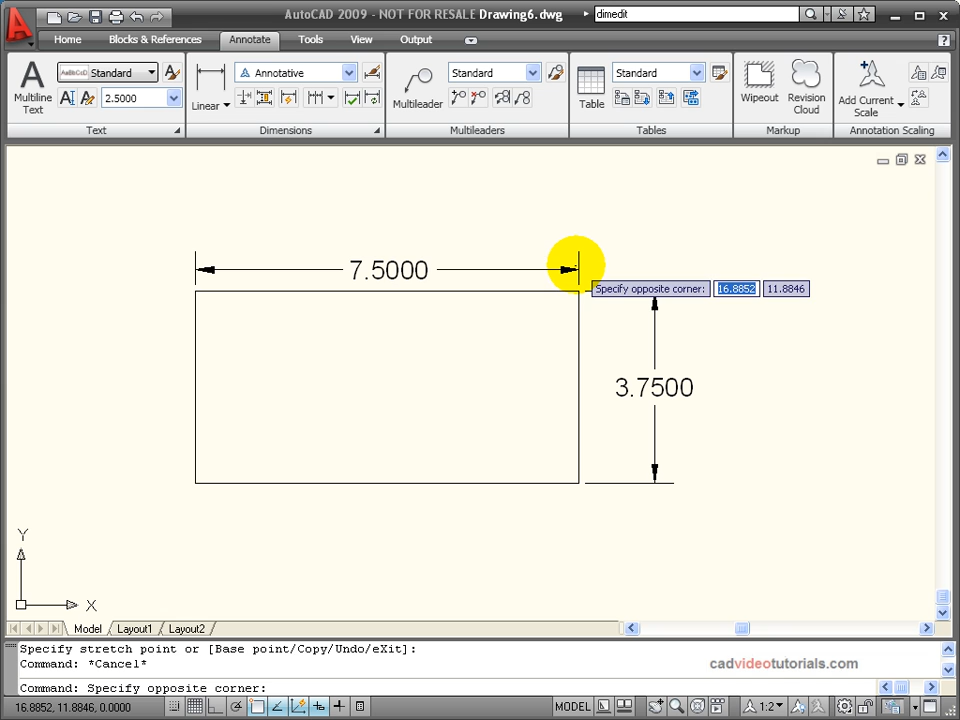 AutoCAD 2009 - NOT FOR RESALE Drawing6.dwg
dimedit
Home Blocks & References Annotate Tools View Output
Standard
2.5000
Multiline
Text
Text
Annotative
Linear
Dimensions
Standard
Multileader
Multileaders
Standard
Table
Tables
Wipeout
Revision
Cloud
Markup
Add Current
Scale
Annotation Scaling
7.5000
Specify opposite corner: 16.8852 11.8846
3.7500
Y
X
Model Layout1 Layout2
Specify stretch point or [Base point/Copy/Undo/eXit]:
Command: *Cancel*
cadvideotutorials.com
Command: Specify opposite corner:
16.8852, 11.8846, 0.0000
MODEL
1:2